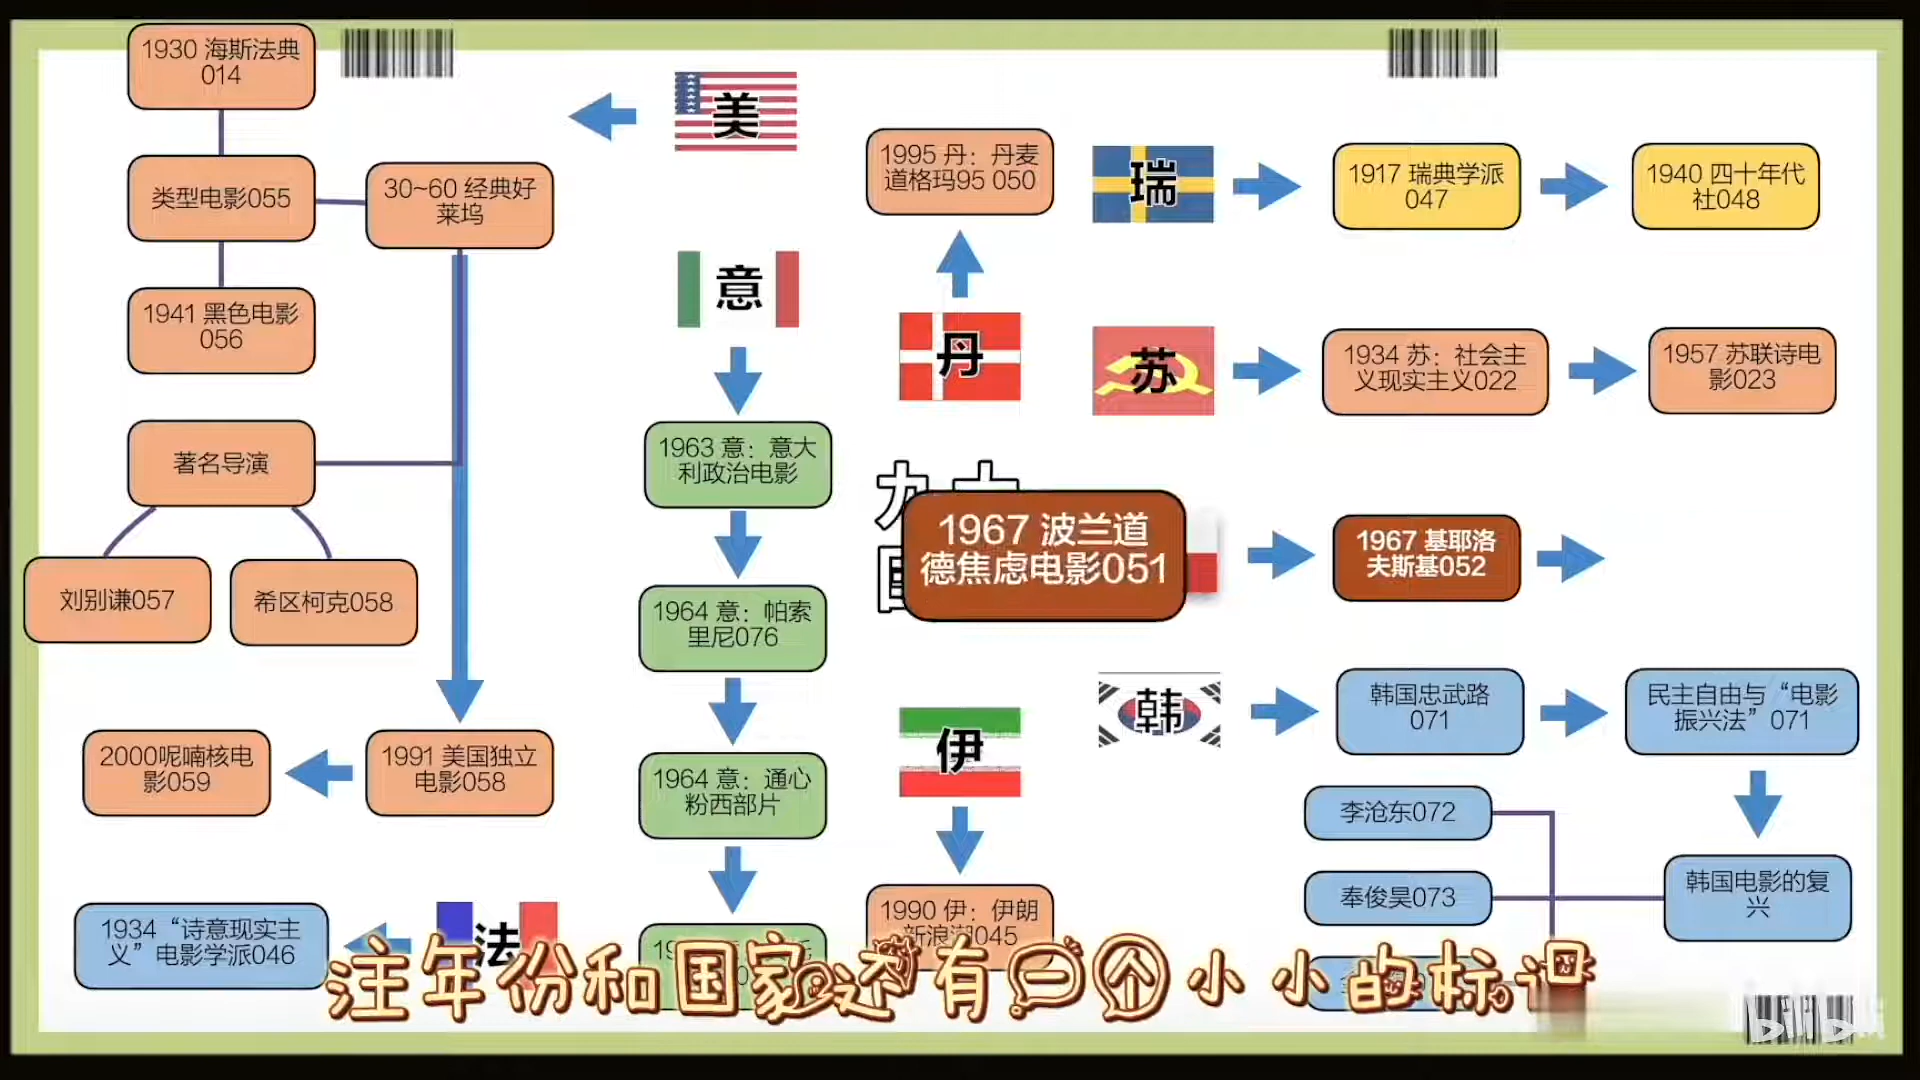 1930 海斯法典
014
类型电影055
30~60 经典好
莱坞
1941 黑色电影
056
著名导演
刘别谦057
希区柯克058
2000呢喃核电
影059
1991 美国独立
电影058
1934 “诗意现实主
义”电影学派046
法
美
意
1963 意：意大
利政治电影
1964 意：帕索
里尼076
1964 意：通心
粉西部片
1995 丹：丹麦
道格玛95 050
丹
九大
国
1967 波兰道
德焦虑电影051
伊
1990 伊：伊朗
新浪潮045
瑞
1917 瑞典学派
047
1940 四十年代
社048
苏
1934 苏：社会主
义现实主义022
1957 苏联诗电
影023
1967 基耶洛
夫斯基052
韩
韩国忠武路
071
民主自由与“电影
振兴法”071
李沧东072
奉俊昊073
韩国电影的复
兴
注年份和国家还有一个小小的标识
bilibili